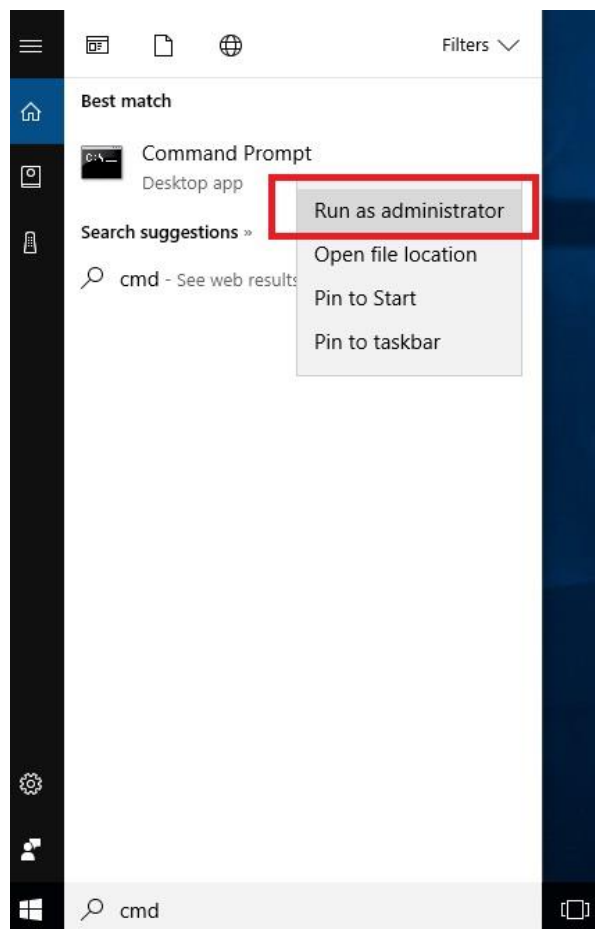 Filters
Best match
C:\_
Command Prompt
Desktop app
Run as administrator
Search suggestions »
Open file location
cmd - See web results
Pin to Start
Pin to taskbar
cmd